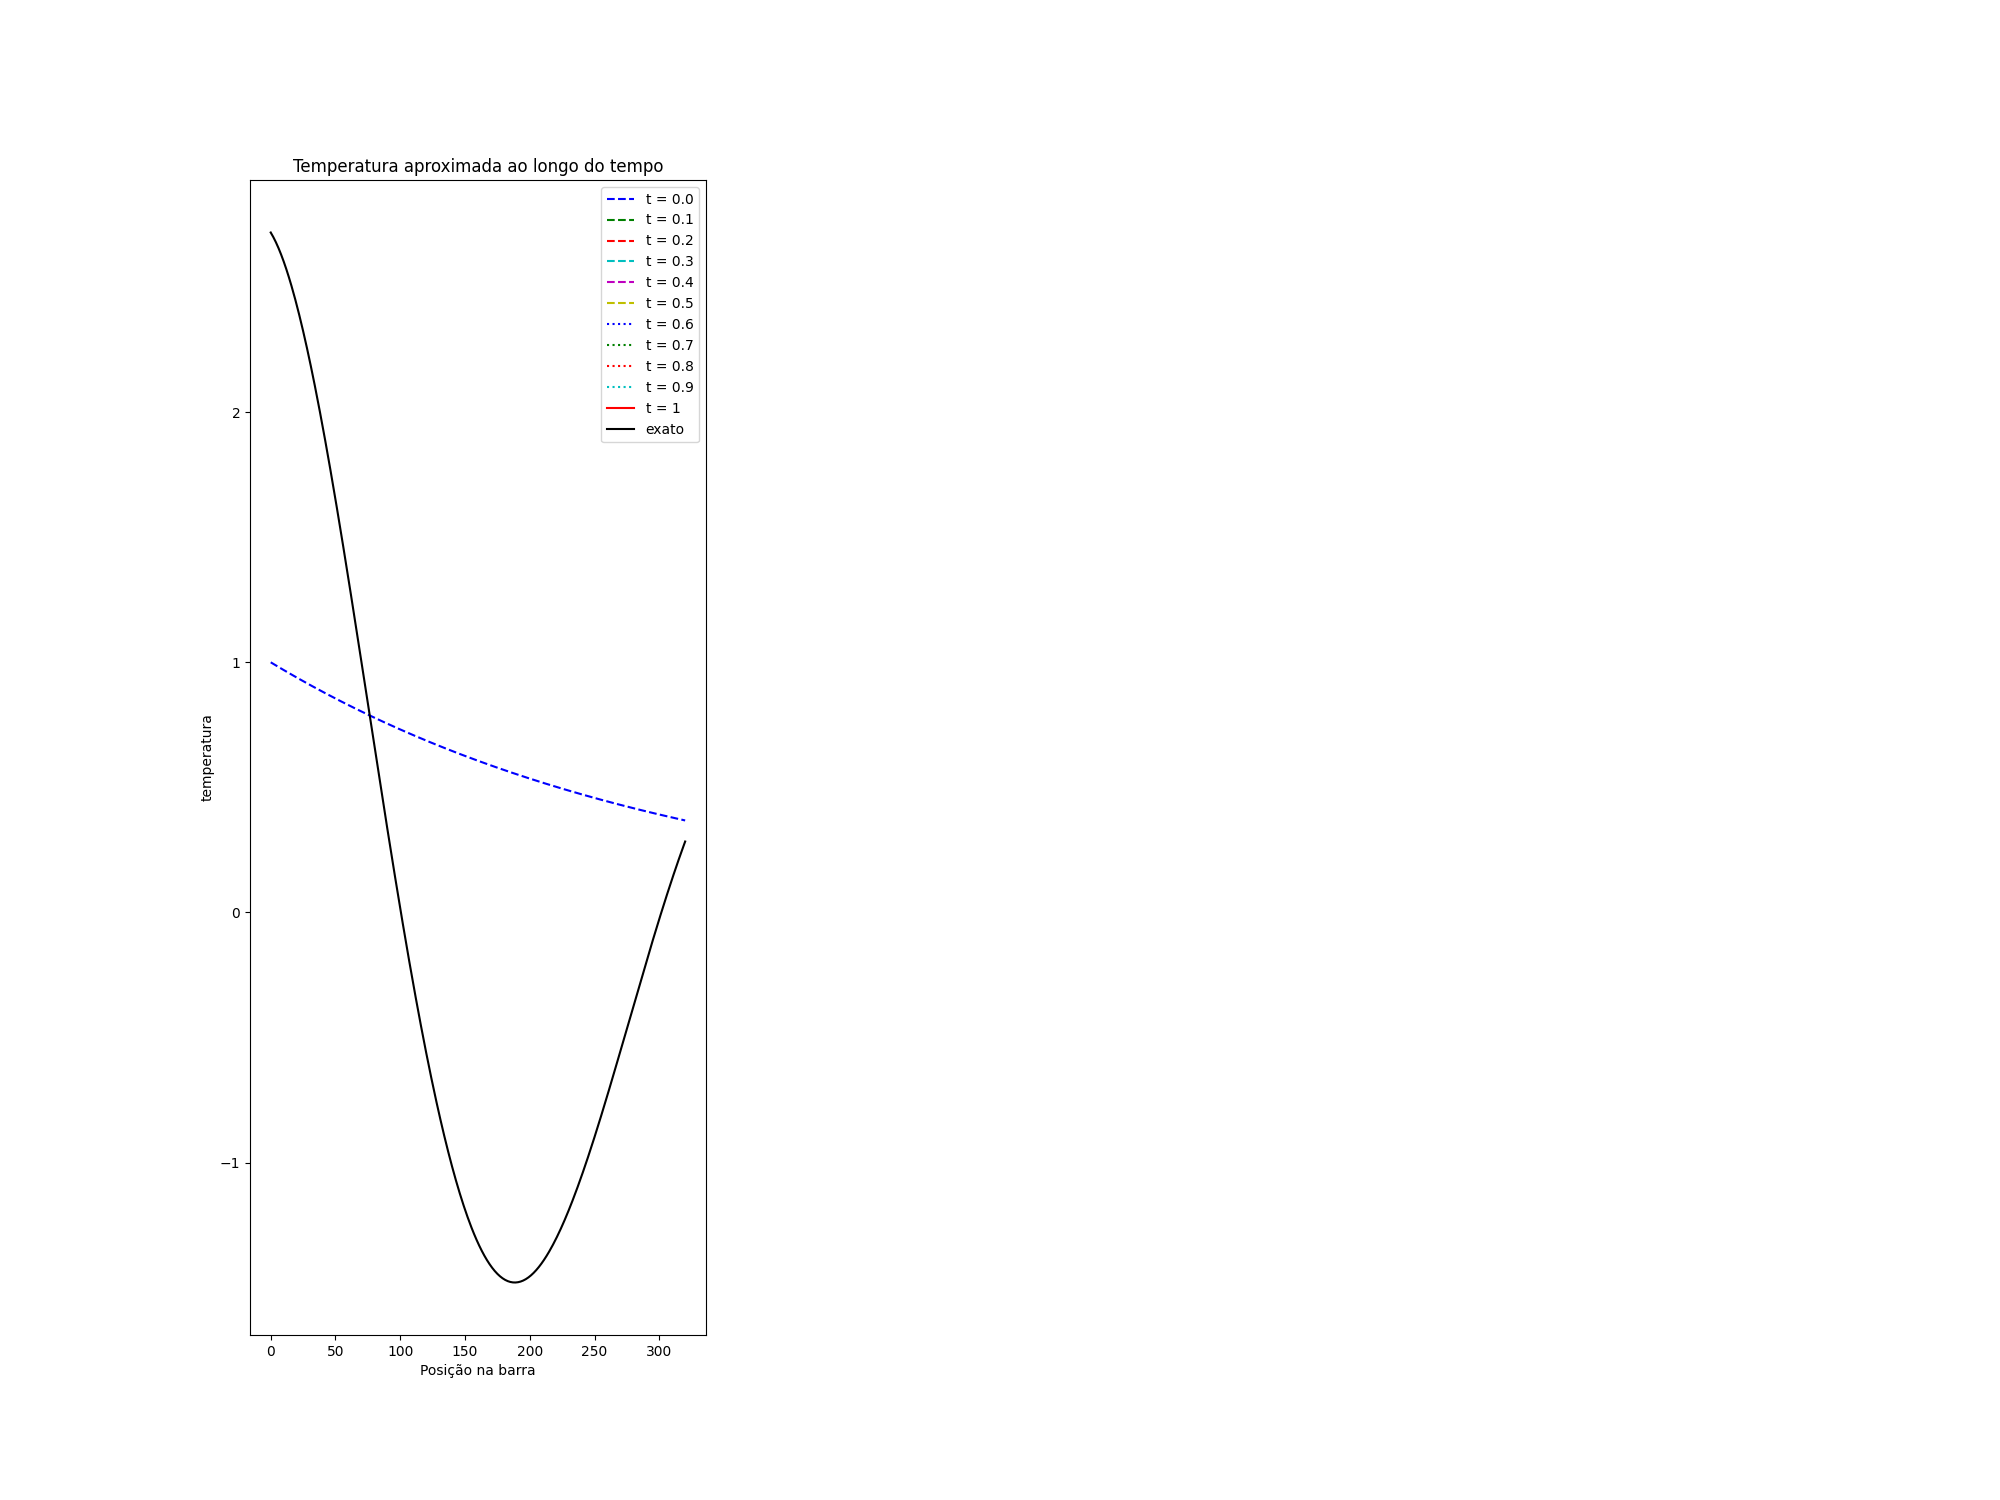 Temperatura aproximada ao longo do tempo
t = 0.0
t = 0.1
t = 0.2
t = 0.3
t = 0.4
t = 0.5
t = 0.6
t = 0.7
t = 0.8
t = 0.9
t = 1
exato
2
1
0
−1
temperatura
0 50 100 150 200 250 300
Posição na barra